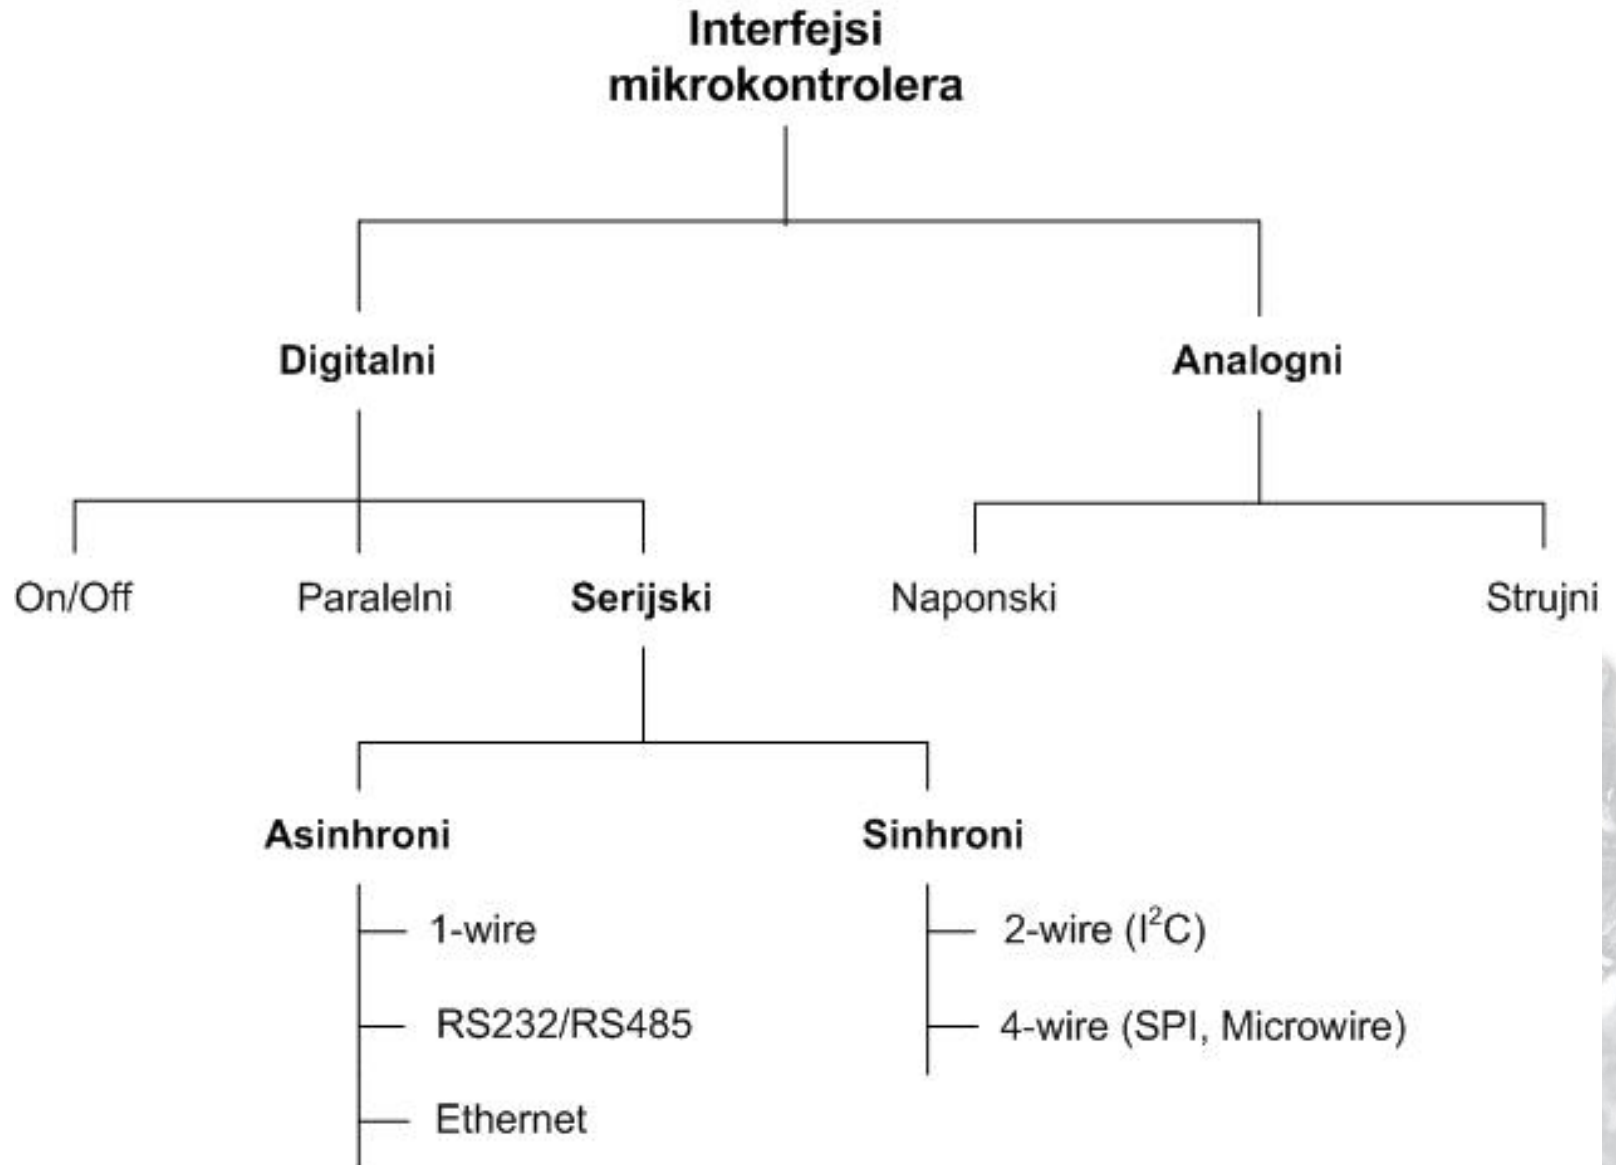 Interfejsi
mikrokontrolera
Digitalni
Analogni
On/Off
Paralelni
Serijski
Naponski
Strujni
Asinhroni
Sinhroni
1-wire
2-wire (I²C)
RS232/RS485
4-wire (SPI, Microwire)
Ethernet